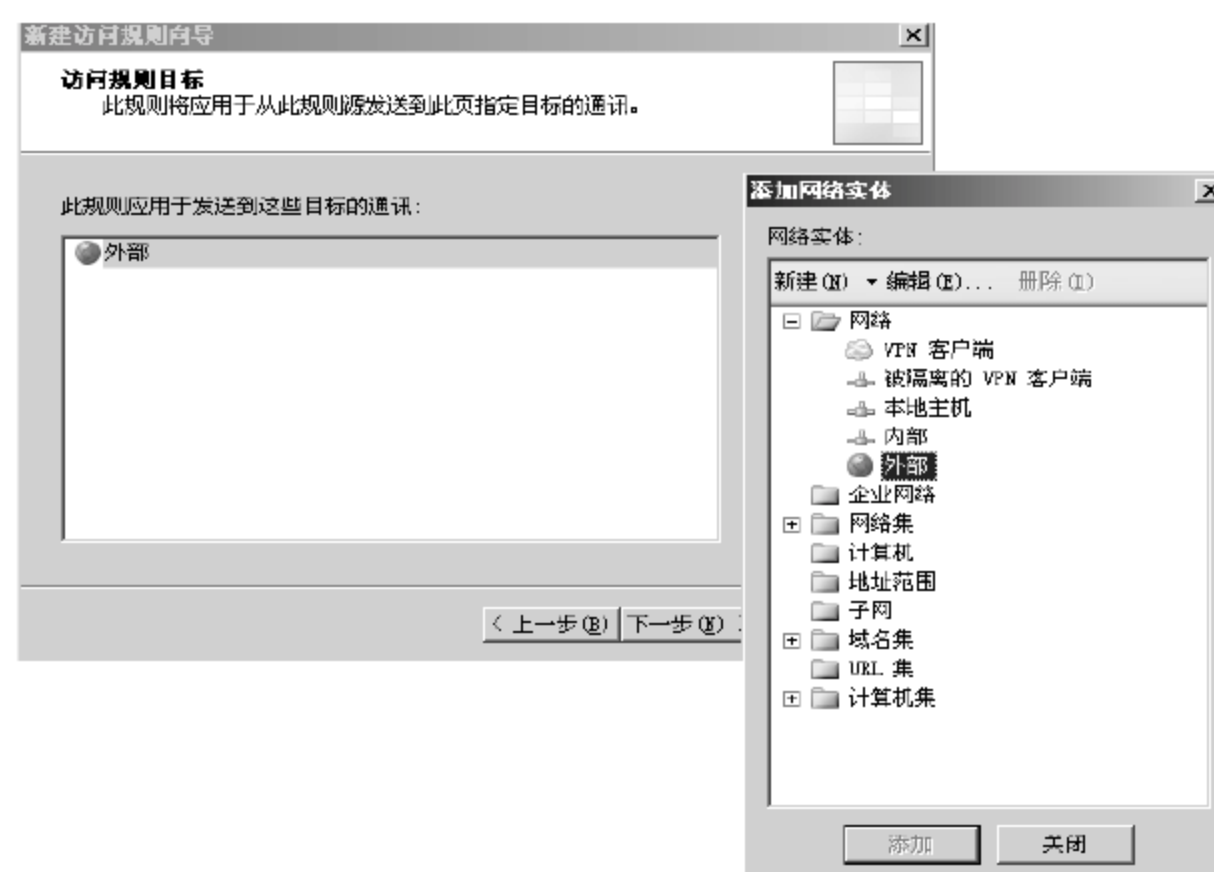 新建访问规则向导
访问规则目标
此规则将应用于从此规则源发送到此页指定目标的通讯。
此规则应用于发送到这些目标的通讯:
外部
< 上一步(B)
下一步(N)
添加网络实体
网络实体:
新建(N) 编辑(E)... 册除(D)
网络
VPN 客户端
被隔离的 VPN 客户端
本地主机
内部
外部
企业网络
网络集
计算机
地址范围
子网
域名集
URL 集
计算机集
添加
关闭